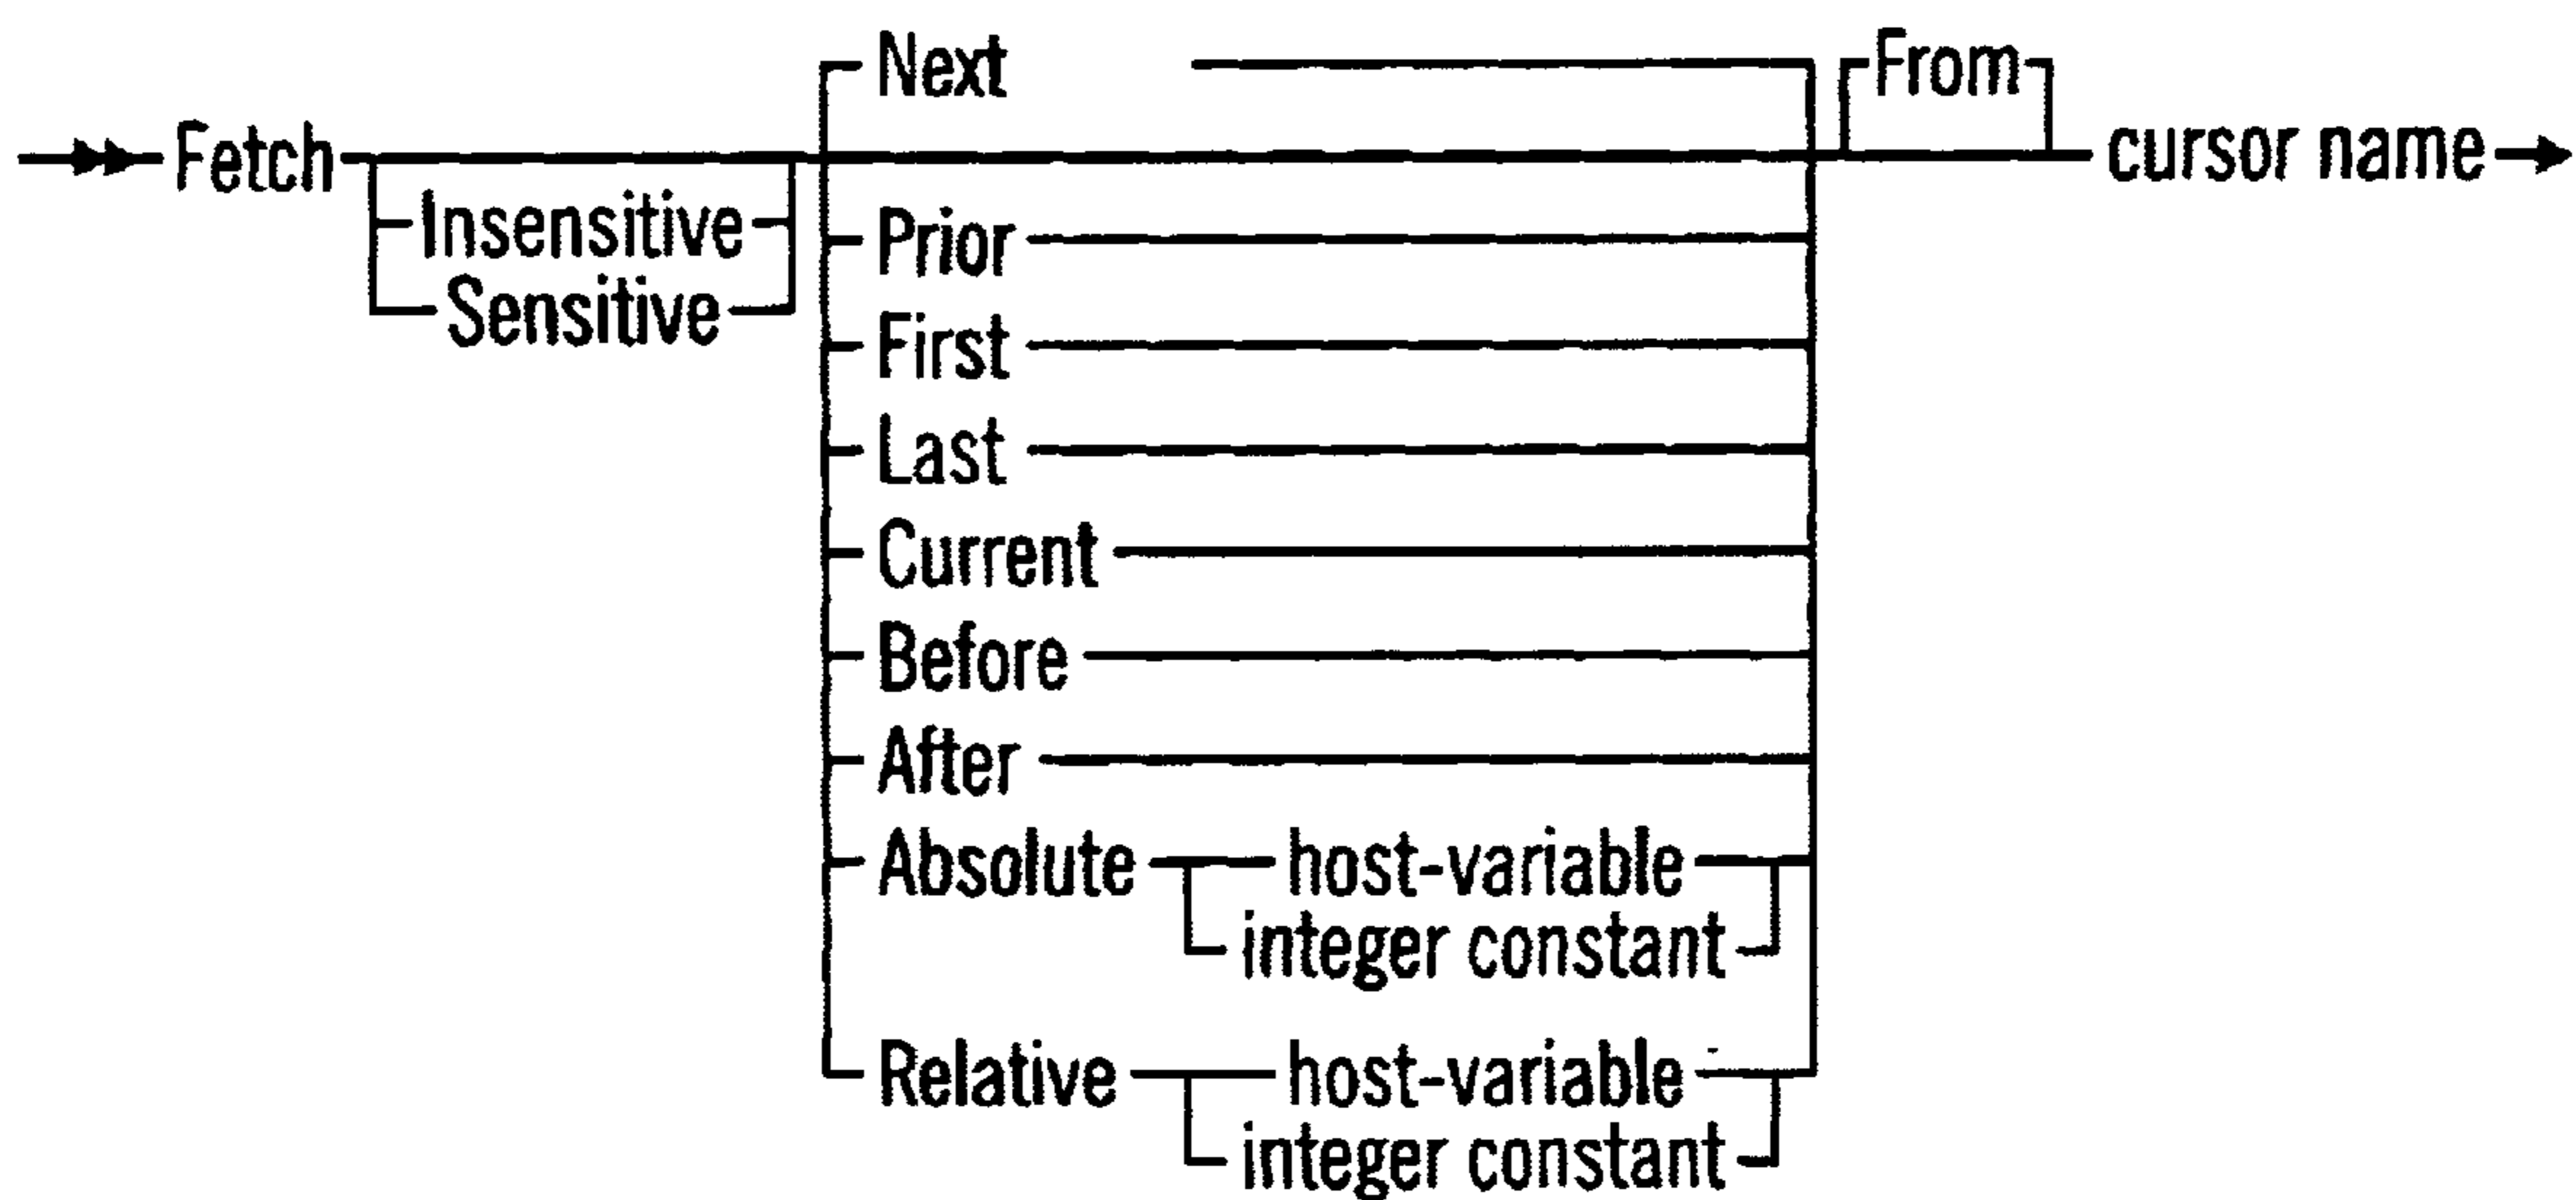 Next
From
Fetch
cursor name
Insensitive
Prior
Sensitive
First
Last
Current
Before
After
Absolute host-variable
integer constant
Relative host-variable
integer constant